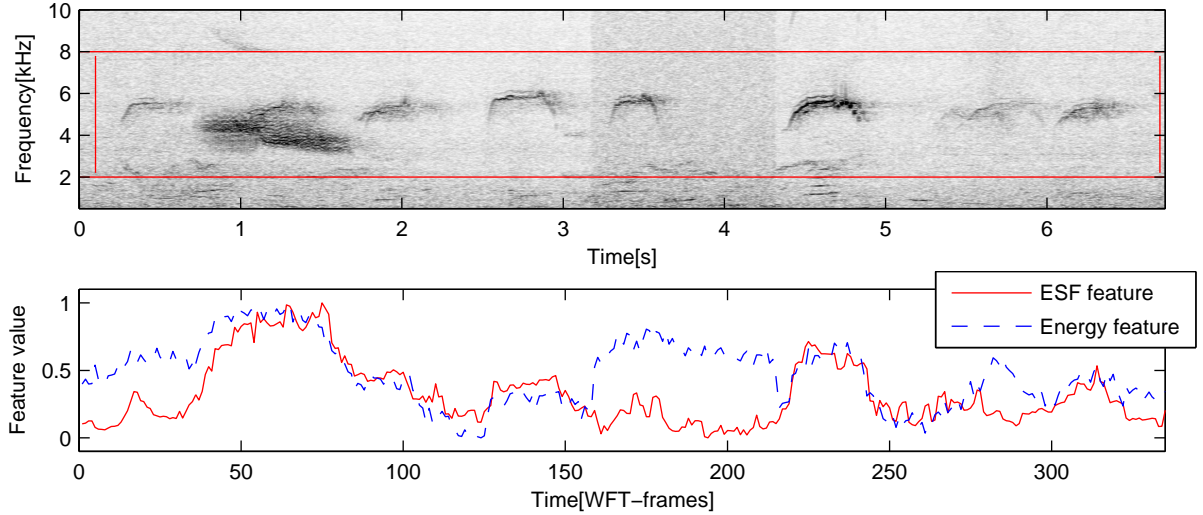 10
8
6
4
2
Frequency[kHz]
0 1 2 3 4 5 6
Time[s]
ESF feature
Energy feature
1
0.5
0
Feature value
0 50 100 150 200 250 300
Time[WFT−frames]